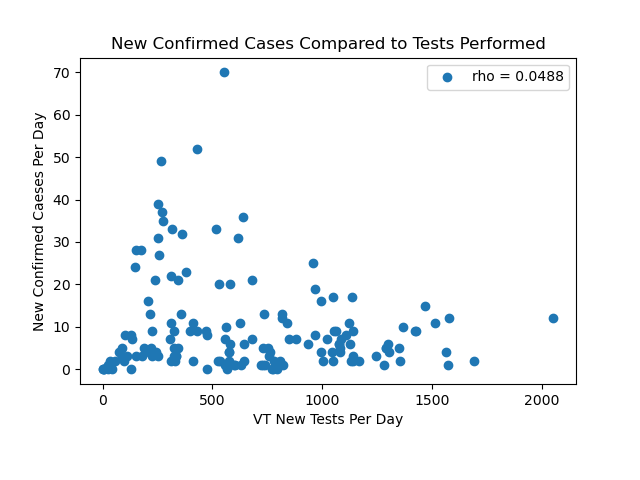 New Confirmed Cases Compared to Tests Performed
rho = 0.0488
70
60
50
40
30
20
10
0
New Confirmed Caeses Per Day
0 500 1000 1500 2000
VT New Tests Per Day